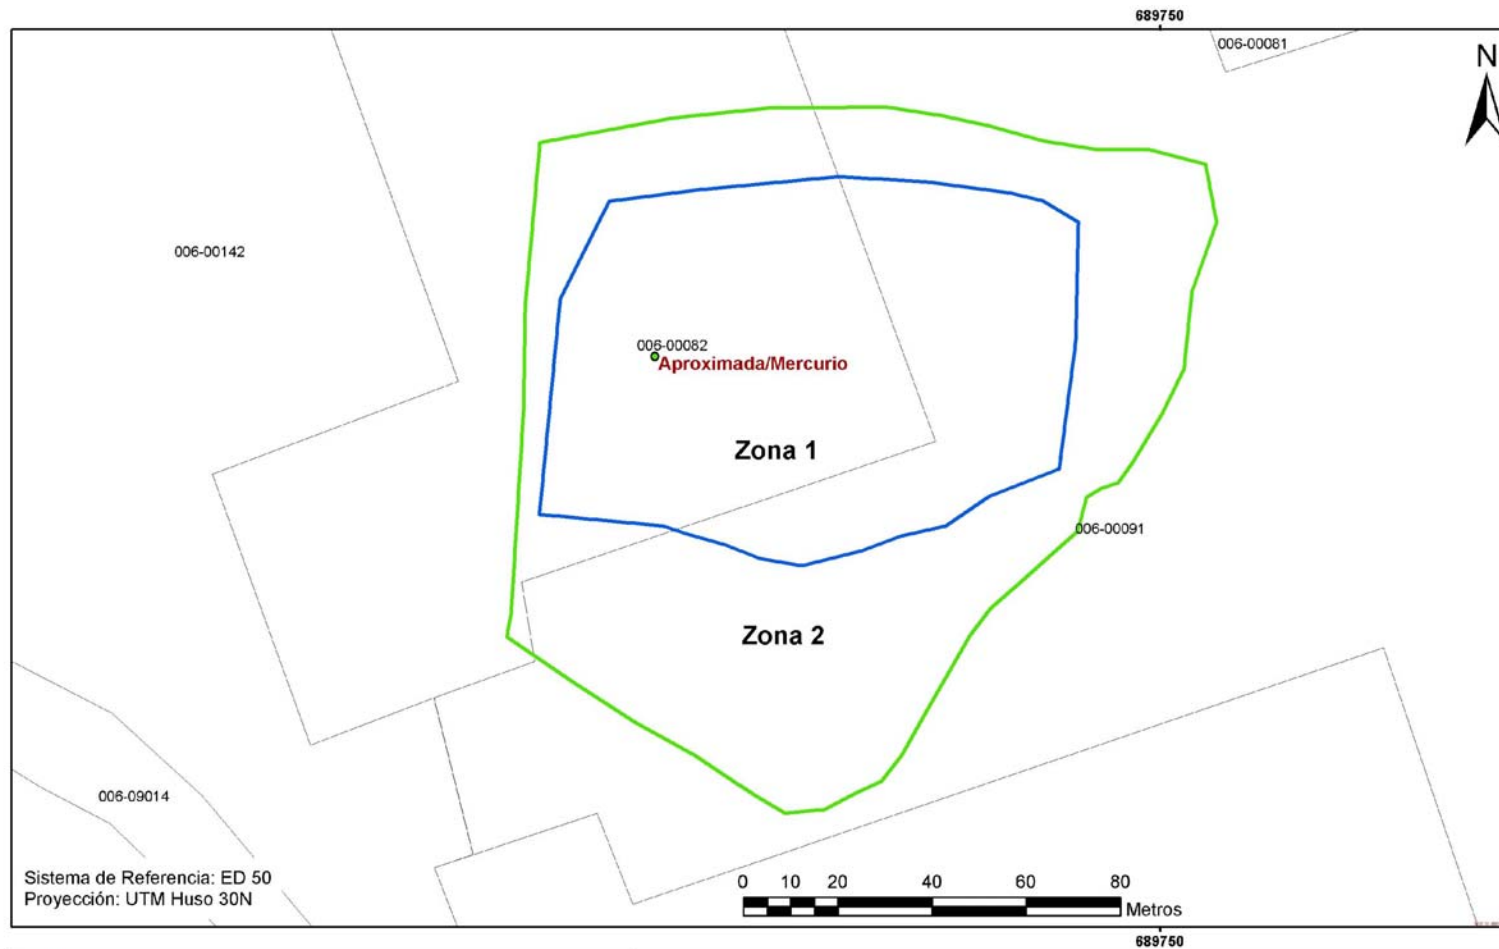 689750
006-00081
N
006-00142
006-00082
Aproximada/Mercurio
Zona 1
006-00091
Zona 2
006-09014
Sistema de Referencia: ED 50
Proyección: UTM Huso 30N
0 10 20 40 60 80
Metros
689750